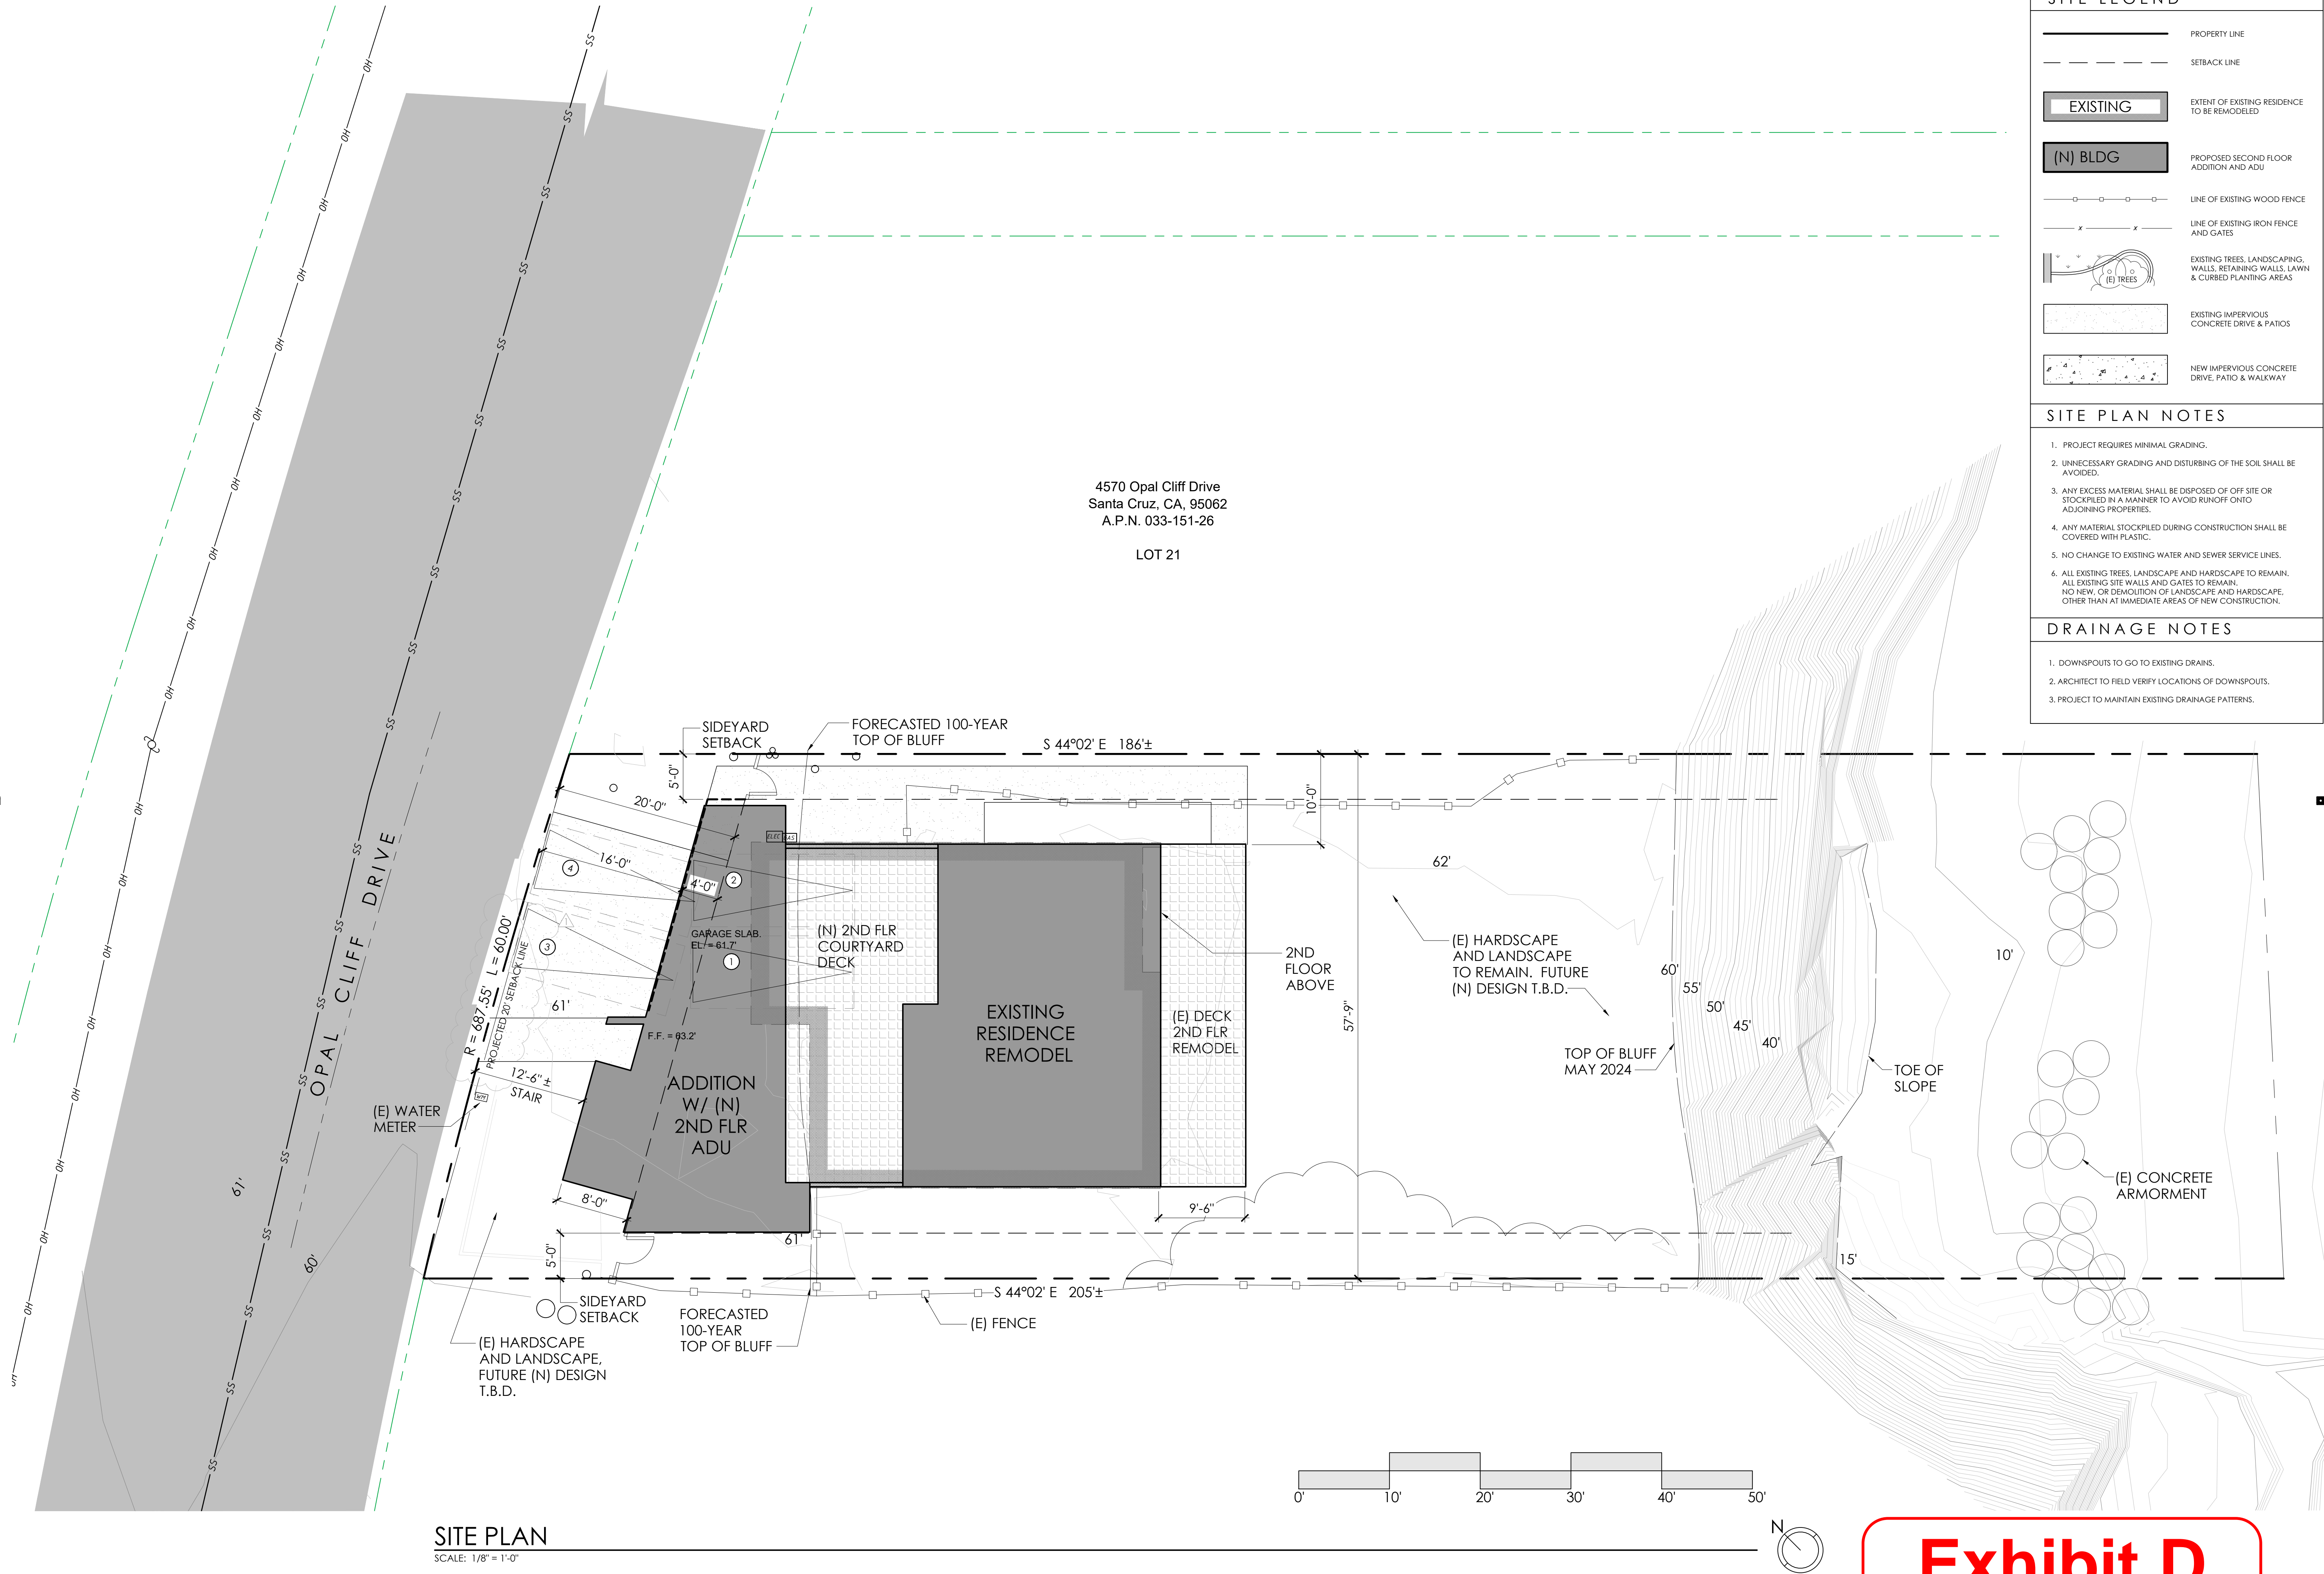 SITE LEGEND
PROPERTY LINE
SETBACK LINE
EXISTING
EXTENT OF EXISTING RESIDENCE
TO BE REMODELED
(N) BLDG
PROPOSED SECOND FLOOR
ADDITION AND ADU
LINE OF EXISTING WOOD FENCE
x x
LINE OF EXISTING IRON FENCE
AND GATES
(E) TREES
EXISTING TREES, LANDSCAPING,
WALLS, RETAINING WALLS, LAWN
& CURBED PLANTING AREAS
EXISTING IMPERVIOUS
CONCRETE DRIVE & PATIOS
NEW IMPERVIOUS CONCRETE
DRIVE, PATIO & WALKWAY
SITE PLAN NOTES
1. PROJECT REQUIRES MINIMAL GRADING.
2. UNNECESSARY GRADING AND DISTURBING OF THE SOIL SHALL BE
AVOIDED.
3. ANY EXCESS MATERIAL SHALL BE DISPOSED OF OFF SITE OR
STOCKPILED IN A MANNER TO AVOID RUNOFF ONTO
ADJOINING PROPERTIES.
4. ANY MATERIAL STOCKPILED DURING CONSTRUCTION SHALL BE
COVERED WITH PLASTIC.
5. NO CHANGE TO EXISTING WATER AND SEWER SERVICE LINES.
6. ALL EXISTING TREES, LANDSCAPE AND HARDSCAPE TO REMAIN.
ALL EXISTING SITE WALLS AND GATES TO REMAIN.
NO NEW, OR DEMOLITION OF LANDSCAPE AND HARDSCAPE,
OTHER THAN AT IMMEDIATE AREAS OF NEW CONSTRUCTION.
DRAINAGE NOTES
1. DOWNSPOUTS TO GO TO EXISTING DRAINS.
2. ARCHITECT TO FIELD VERIFY LOCATIONS OF DOWNSPOUTS.
3. PROJECT TO MAINTAIN EXISTING DRAINAGE PATTERNS.
4570 Opal Cliff Drive
Santa Cruz, CA, 95062
A.P.N. 033-151-26
LOT 21
SIDEYARD
SETBACK
FORECASTED 100-YEAR
TOP OF BLUFF
S 44°02' E 186'±
5'-0"
20'-0"
10'-0"
ELEC
16'-0"
4
4'-0"
2
62'
OPAL CLIFF DRIVE
R = 687.55' L = 60.00'
PROJECTED 20' SETBACK LINE
3
GARAGE SLAB.
EL. = 61.7'
1
(N) 2ND FLR
COURTYARD
DECK
2ND
FLOOR
ABOVE
(E) HARDSCAPE
AND LANDSCAPE
TO REMAIN. FUTURE
(N) DESIGN T.B.D.
60'
55'
50'
45'
40'
10'
61'
F.F. = 63.2'
EXISTING
RESIDENCE
REMODEL
(E) DECK
2ND FLR
REMODEL
57'-9"
TOP OF BLUFF
MAY 2024
TOE OF
SLOPE
12'-6" ±
STAIR
ADDITION
W/ (N)
2ND FLR
ADU
(E) WATER
METER
(E) CONCRETE
ARMORMENT
61'
8'-0"
9'-6"
60'
5'-0"
61'
15'
SIDEYARD
SETBACK
FORECASTED
100-YEAR
TOP OF BLUFF
S 44°02' E 205'±
(E) FENCE
(E) HARDSCAPE
AND LANDSCAPE,
FUTURE (N) DESIGN
T.B.D.
0' 10' 20' 30' 40' 50'
SITE PLAN
SCALE: 1/8" = 1'-0"
N
Exhibit D